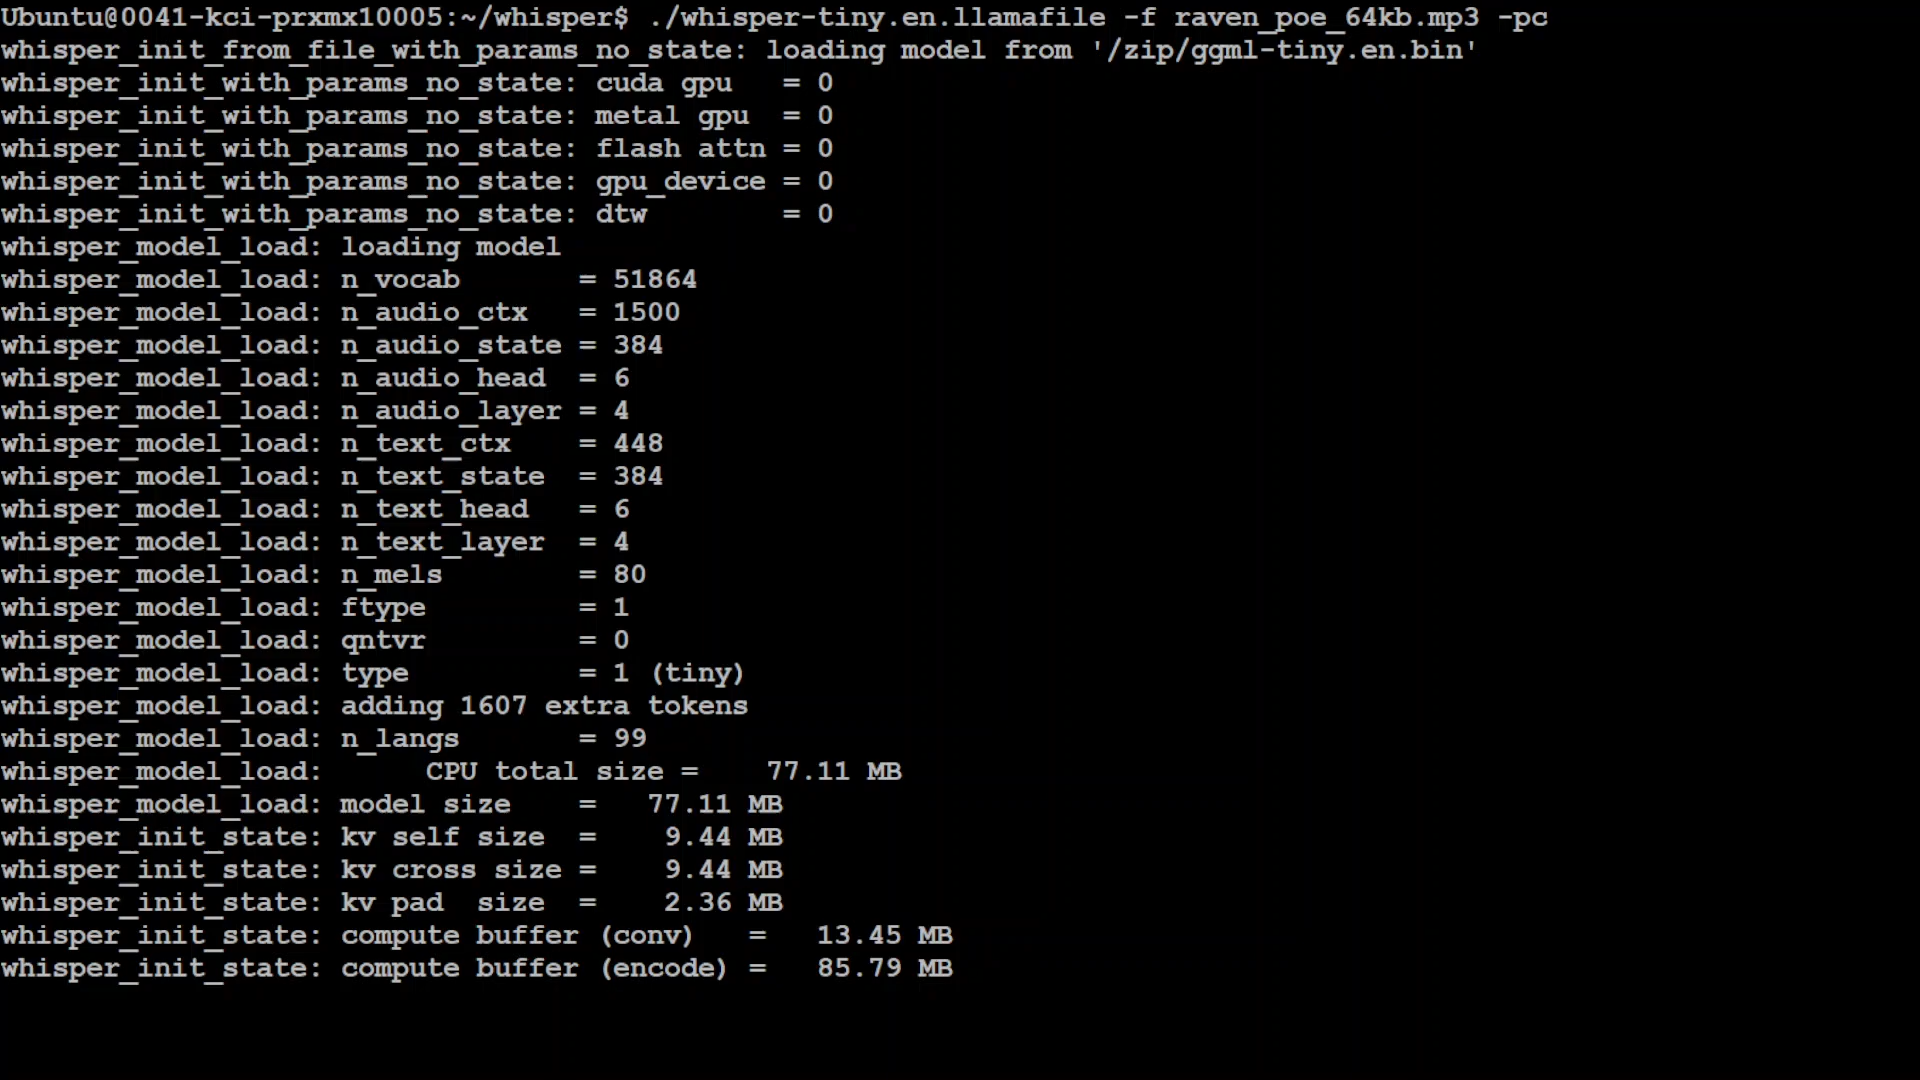 Ubuntu@0041-kci-prxmx10005:~/whisper$ ./whisper-tiny.en.llamafile -f raven_poe_64kb.mp3 -pc
whisper_init_from_file_with_params_no_state: loading model from '/zip/ggml-tiny.en.bin'
whisper_init_with_params_no_state: cuda gpu   = 0
whisper_init_with_params_no_state: metal gpu  = 0
whisper_init_with_params_no_state: flash attn = 0
whisper_init_with_params_no_state: gpu_device = 0
whisper_init_with_params_no_state: dtw        = 0
whisper_model_load: loading model
whisper_model_load: n_vocab       = 51864
whisper_model_load: n_audio_ctx   = 1500
whisper_model_load: n_audio_state = 384
whisper_model_load: n_audio_head  = 6
whisper_model_load: n_audio_layer = 4
whisper_model_load: n_text_ctx    = 448
whisper_model_load: n_text_state  = 384
whisper_model_load: n_text_head   = 6
whisper_model_load: n_text_layer  = 4
whisper_model_load: n_mels        = 80
whisper_model_load: ftype         = 1
whisper_model_load: qntvr         = 0
whisper_model_load: type          = 1 (tiny)
whisper_model_load: adding 1607 extra tokens
whisper_model_load: n_langs       = 99
whisper_model_load:      CPU total size =    77.11 MB
whisper_model_load: model size    =   77.11 MB
whisper_init_state: kv self size  =    9.44 MB
whisper_init_state: kv cross size =    9.44 MB
whisper_init_state: kv pad  size  =    2.36 MB
whisper_init_state: compute buffer (conv)   =   13.45 MB
whisper_init_state: compute buffer (encode) =   85.79 MB